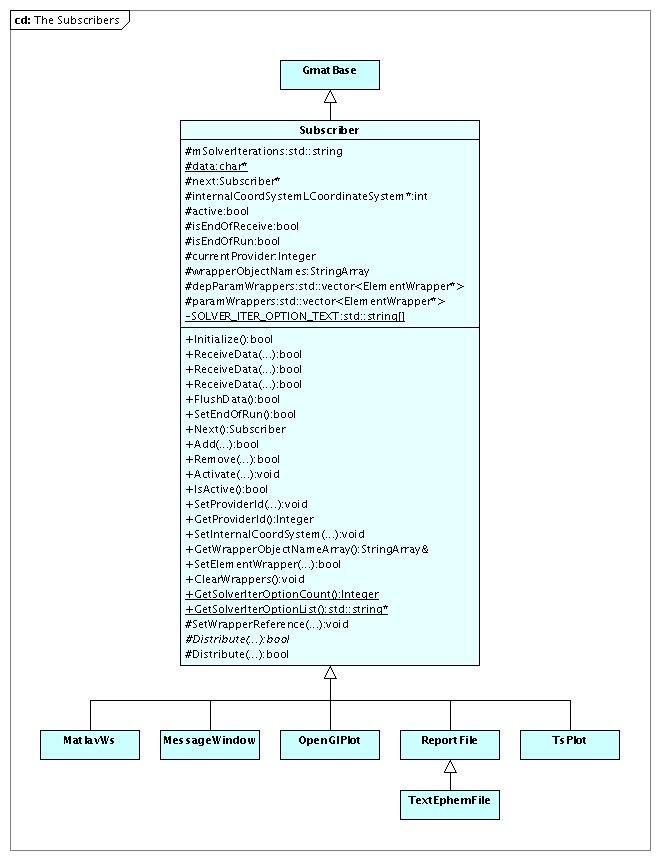 cd: The Subscribers
GmatBase
Subscriber
#mSolverIterations:std::string
#data:char*
#next:Subscriber*
#internalCoordSystemLCoordinateSystem*:int
#active:bool
#isEndOfReceive:bool
#isEndOfRun:bool
#currentProvider:Integer
#wrapperObjectNames:StringArray
#depParamWrappers:std::vector<ElementWrapper*>
#paramWrappers:std::vector<ElementWrapper*>
-SOLVER_ITER_OPTION_TEXT:std::string[]
+Initialize():bool
+ReceiveData(...):bool
+ReceiveData(...):bool
+ReceiveData(...):bool
+FlushData():bool
+SetEndOfRun():bool
+Next():Subscriber
+Add(...):bool
+Remove(...):bool
+Activate(...):void
+IsActive():bool
+SetProviderId(...):void
+GetProviderId():Integer
+SetInternalCoordSystem(...):void
+GetWrapperObjectNameArray():StringArray&
+SetElementWrapper(...):bool
+ClearWrappers():void
+GetSolverIterOptionCount():Integer
+GetSolverIterOptionList():std::string*
#SetWrapperReference(...):void
#Distribute(...):bool
#Distribute(...):bool
MatlavWs
MessageWindow
OpenGlPlot
ReportFile
TsPlot
TextEphemFile